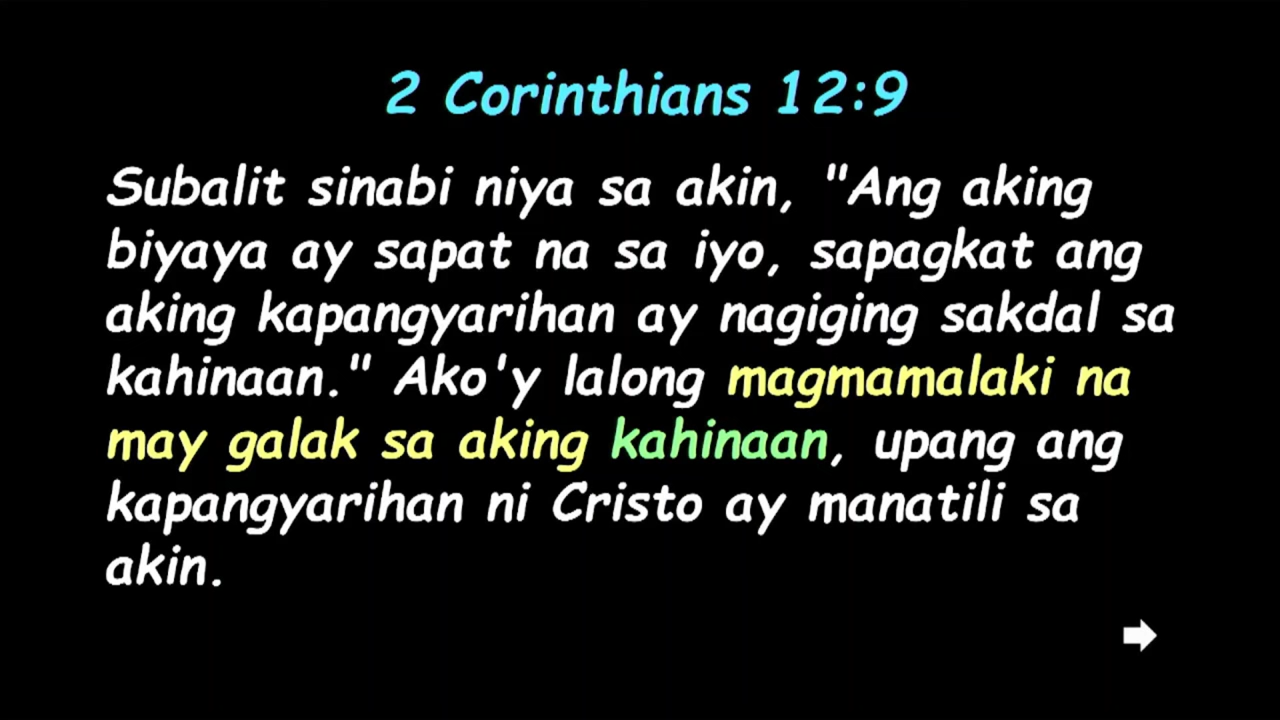 2 Corinthians 12:9
Subalit sinabi niya sa akin, "Ang aking
biyaya ay sapat na sa iyo, sapagkat ang
aking kapangyarihan ay nagiging sakdal sa
kahinaan." Ako'y lalong magmamalaki na
may galak sa aking kahinaan, upang ang
kapangyarihan ni Cristo ay manatili sa
akin.